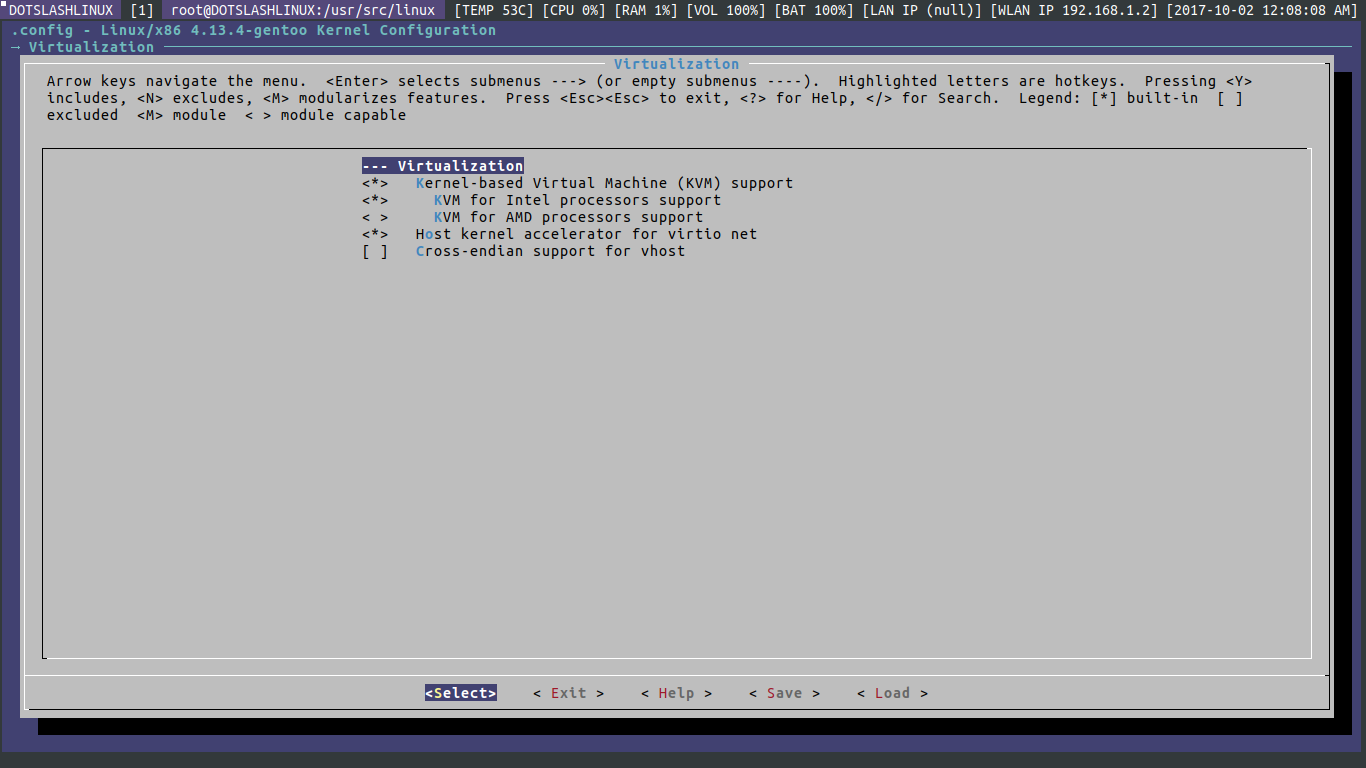 DOTSLASHLINUX [1] root@DOTSLASHLINUX:/usr/src/linux [TEMP 53C] [CPU 0%] [RAM 1%] [VOL 100%] [BAT 100%] [LAN IP (null)] [WLAN IP 192.168.1.2] [2017-10-02 12:08:08 AM]
.config - Linux/x86 4.13.4-gentoo Kernel Configuration
→ Virtualization
Virtualization
Arrow keys navigate the menu.  <Enter> selects submenus ---> (or empty submenus ----).  Highlighted letters are hotkeys.  Pressing <Y>
includes, <N> excludes, <M> modularizes features.  Press <Esc><Esc> to exit, <?> for Help, </> for Search.  Legend: [*] built-in  [ ]
excluded  <M> module  < > module capable
--- Virtualization
<*>   Kernel-based Virtual Machine (KVM) support
<*>     KVM for Intel processors support
< >     KVM for AMD processors support
<*>   Host kernel accelerator for virtio net
[ ]   Cross-endian support for vhost
<Select>    < Exit >    < Help >    < Save >    < Load >